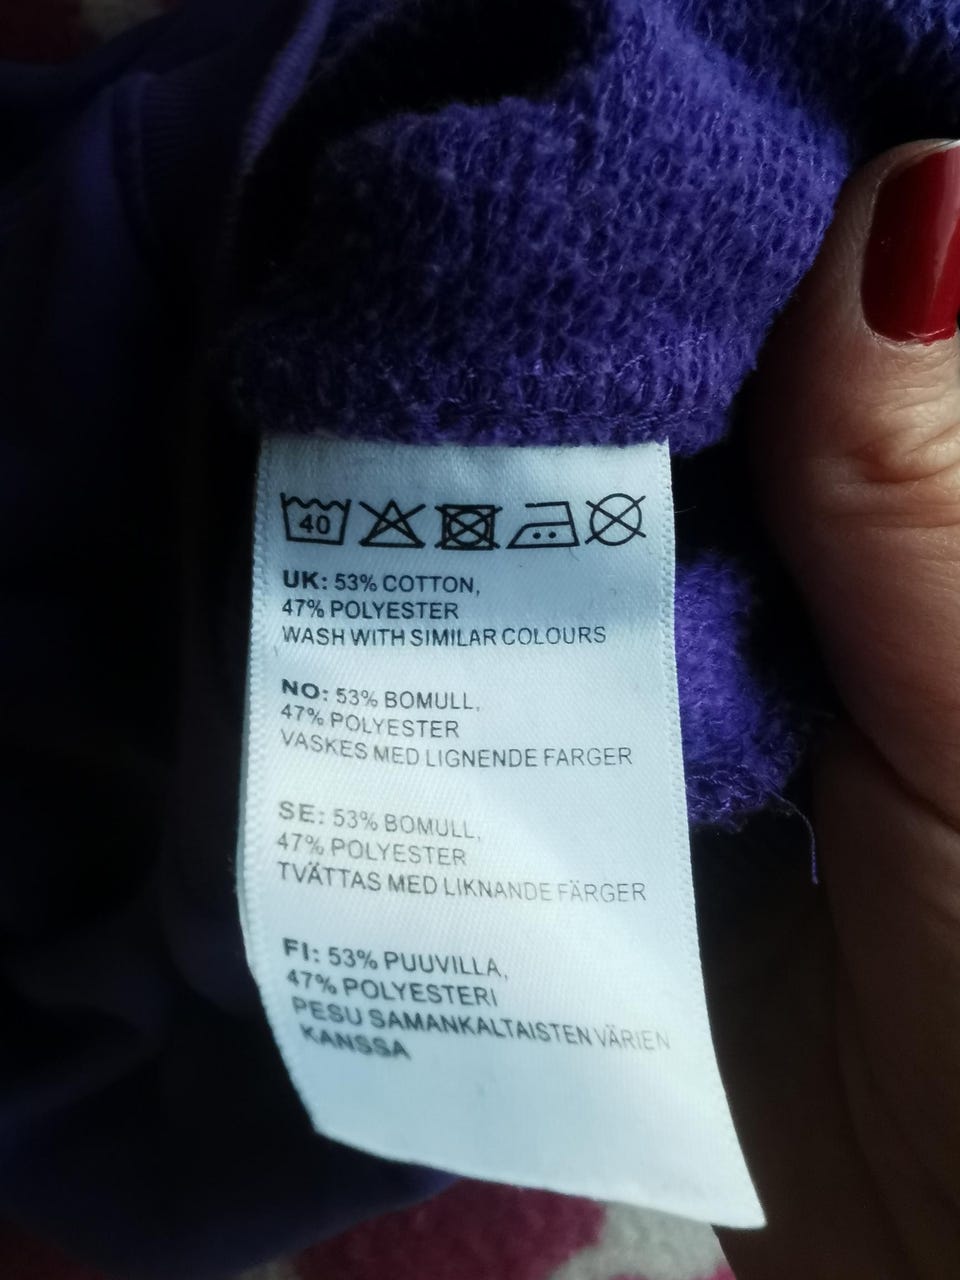 40
UK: 53% COTTON,
47% POLYESTER
WASH WITH SIMILAR COLOURS
NO: 53% BOMULL,
47% POLYESTER
VASKES MED LIGNENDE FARGER
SE: 53% BOMULL,
47% POLYESTER
TVÄTTAS MED LIKNANDE FÄRGER
FI: 53% PUUVILLA,
47% POLYESTERI
PESU SAMANKALTAISTEN VÄRIEN
KANSSA